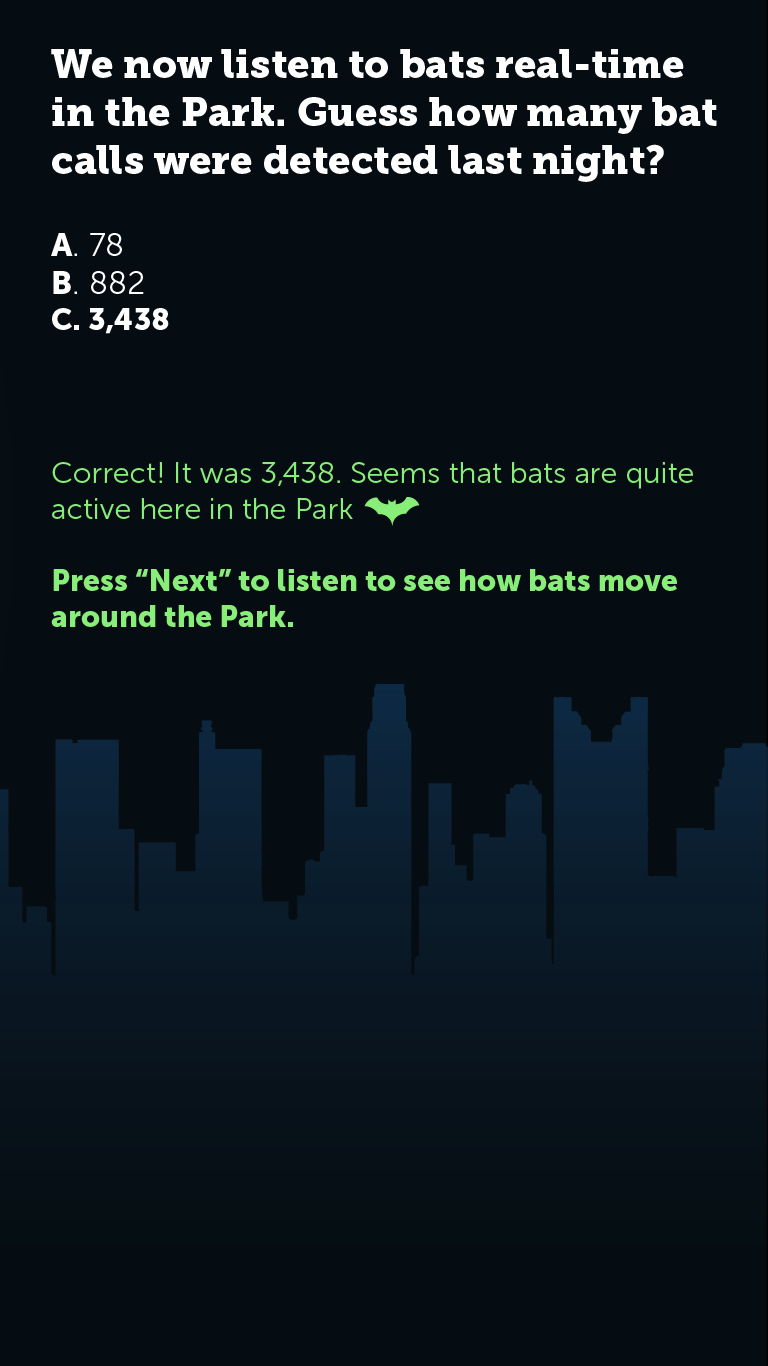 We now listen to bats real-time
in the Park. Guess how many bat
calls were detected last night?
A. 78
B. 882
C. 3,438
Correct! It was 3,438. Seems that bats are quite
active here in the Park
Press “Next” to listen to see how bats move
around the Park.